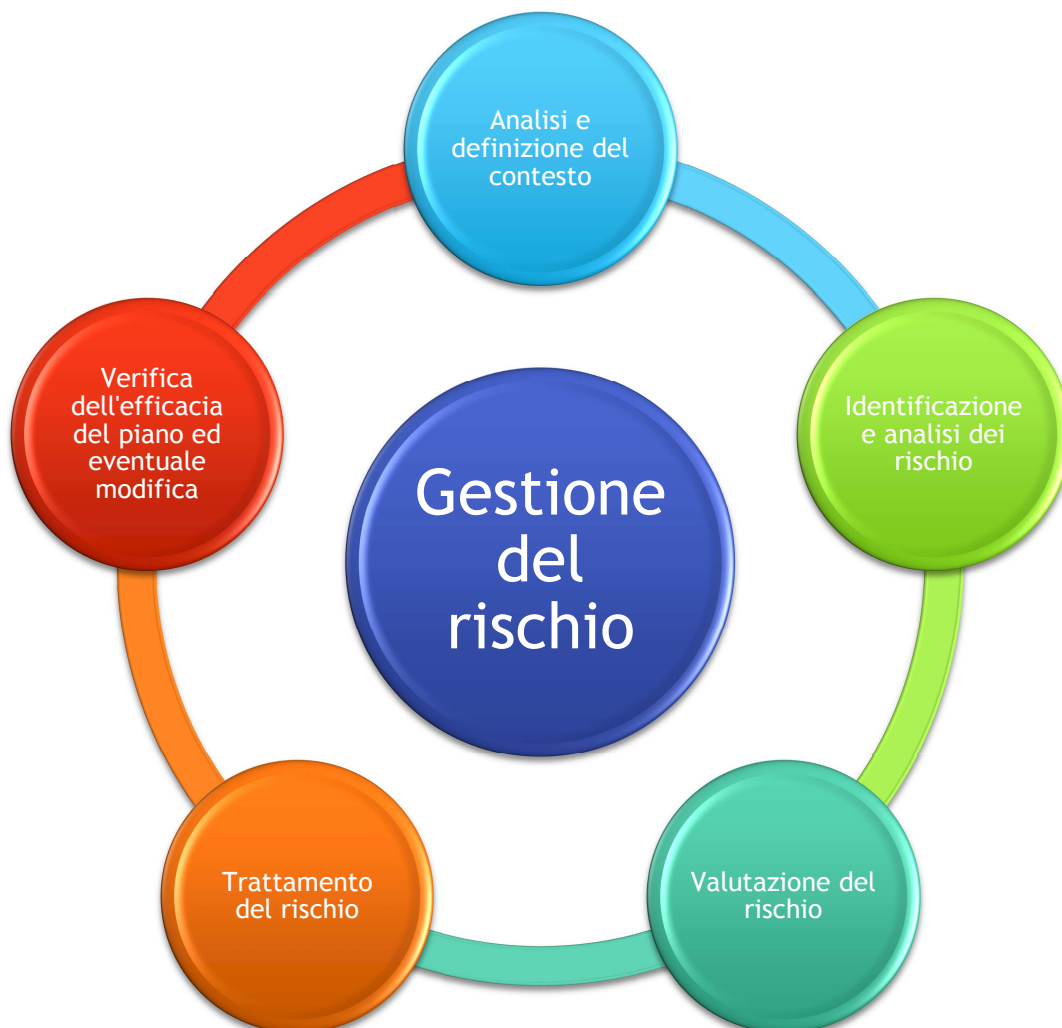 Analisi e
definizione del
contesto
Identificazione
e analisi dei
rischio
Valutazione del
rischio
Trattamento
del rischio
Verifica
dell'efficacia
del piano ed
eventuale
modifica
Gestione
del
rischio